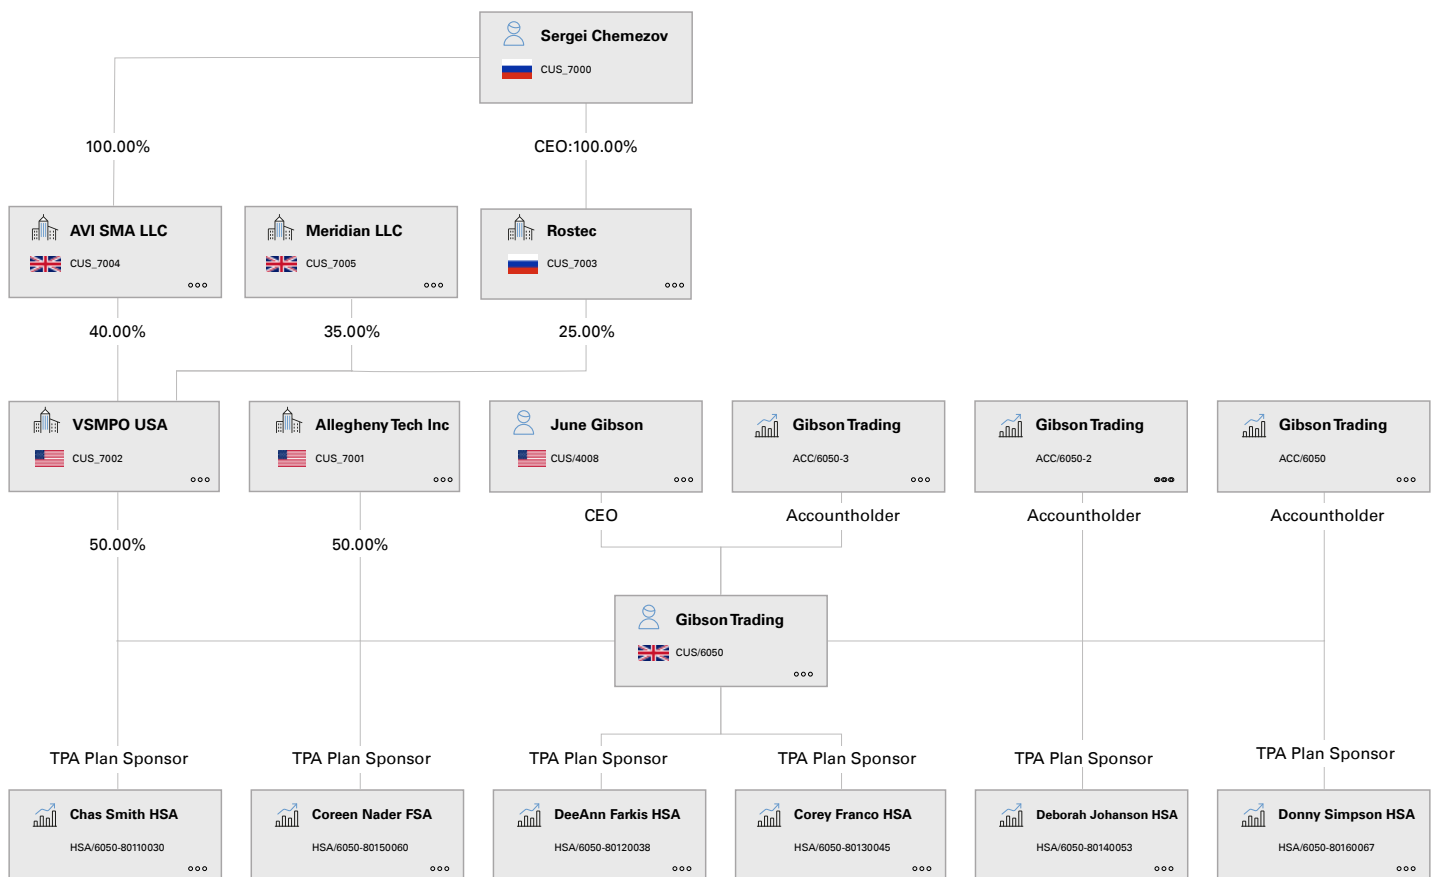 Sergei Chemezov
CUS_7000
100.00%
CEO:100.00%
AVI SMA LLC
CUS_7004
Meridian LLC
CUS_7005
Rostec
CUS_7003
40.00%
35.00%
25.00%
VSMPO USA
CUS_7002
Allegheny Tech Inc
CUS_7001
June Gibson
CUS/4008
Gibson Trading
ACC/6050-3
Gibson Trading
ACC/6050-2
Gibson Trading
ACC/6050
CEO
Accountholder
Accountholder
Accountholder
50.00%
50.00%
Gibson Trading
CUS/6050
TPA Plan Sponsor
TPA Plan Sponsor
TPA Plan Sponsor
TPA Plan Sponsor
TPA Plan Sponsor
TPA Plan Sponsor
Chas Smith HSA
HSA/6050-80110030
Coreen Nader FSA
HSA/6050-80150060
DeeAnn Farkis HSA
HSA/6050-80120038
Corey Franco HSA
HSA/6050-80130045
Deborah Johanson HSA
HSA/6050-80140053
Donny Simpson HSA
HSA/6050-80160067